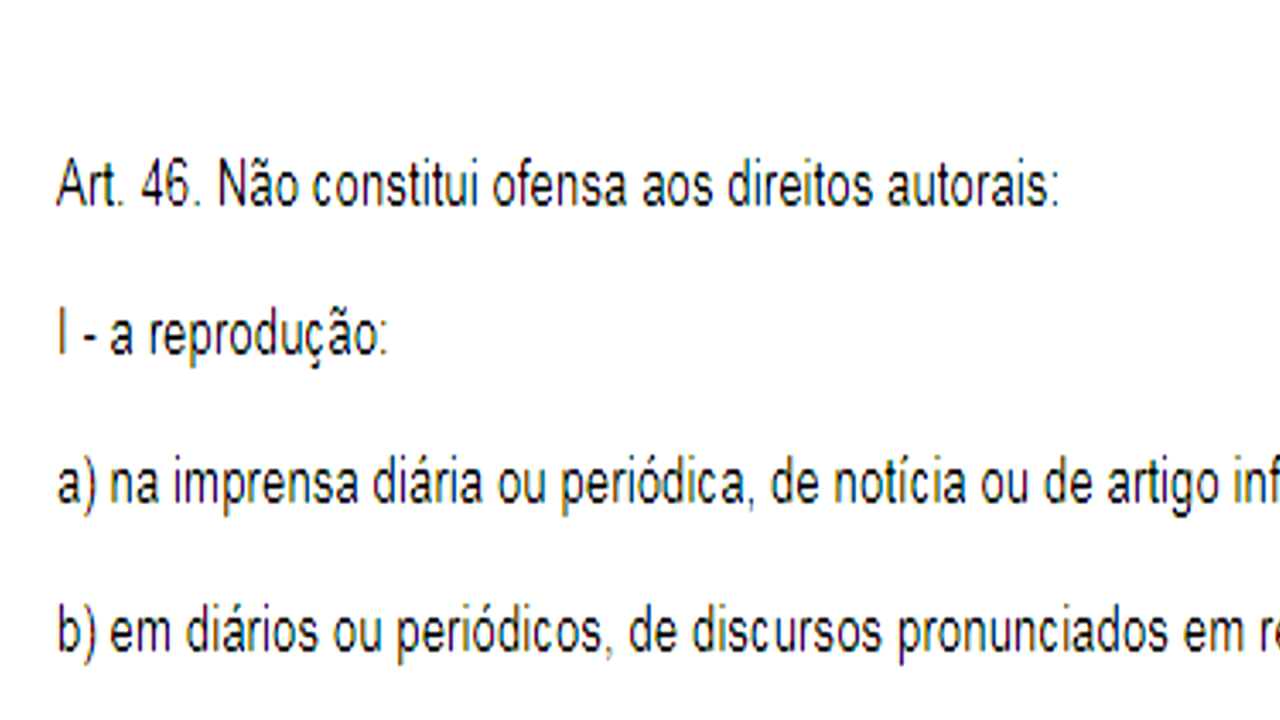 Art. 46. Não constitui ofensa aos direitos autorais:
I - a reprodução:
a) na imprensa diária ou periódica, de notícia ou de artigo
b) em diários ou periódicos, de discursos pronunciados em